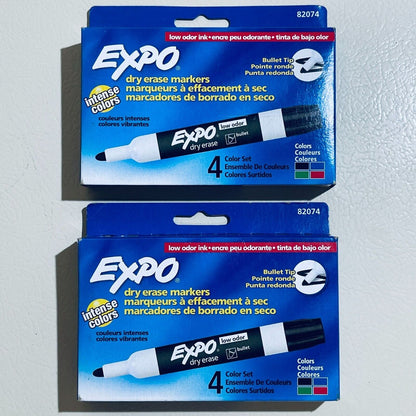 82074
low odor ink • encre peu odorante • tinta de bajo olor
EXPO®
Bullet Tip
Pointe ronde
Punta redonda
dry erase markers
marqueurs à effacement à sec
marcadores de borrado en seco
intense colors
couleurs intenses
colores vibrantes
EXPO low odor
dry erase bullet
4 Color Set
Ensemble De Couleurs
Colores Surtidos
Colors
Couleurs
Colores
82074
low odor ink • encre peu odorante • tinta de bajo olor
EXPO®
Bullet Tip
Pointe ronde
Punta redonda
dry erase markers
marqueurs à effacement à sec
marcadores de borrado en seco
intense colors
couleurs intenses
colores vibrantes
EXPO low odor
dry erase bullet
4 Color Set
Ensemble De Couleurs
Colores Surtidos
Colors
Couleurs
Colores